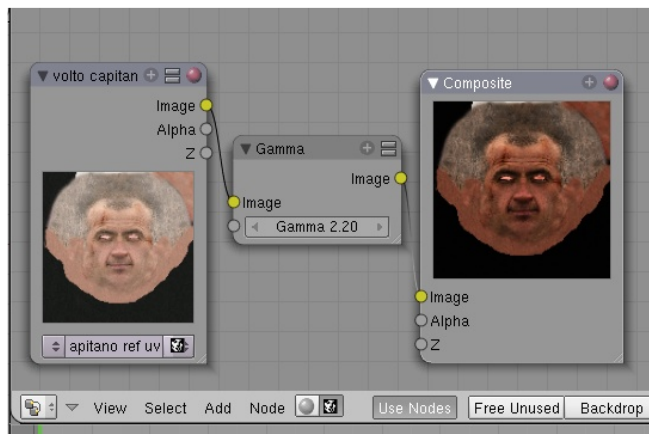 volto capitan
Image
Alpha
Z
apitano ref uv
Gamma
Image
Image
Gamma 2.20
Composite
Image
Alpha
Z
View Select Add Node Use Nodes Free Unused Backdrop